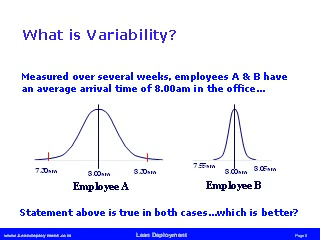 What is Variability?
Measured over several weeks, employees A & B have
an average arrival time of 8.00am in the office...
7.30am 8.00am 8.30am
7.55am 8.00am 8.05am
Employee A
Employee B
Statement above is true in both cases...which is better?
Lean Deployment
Page 5